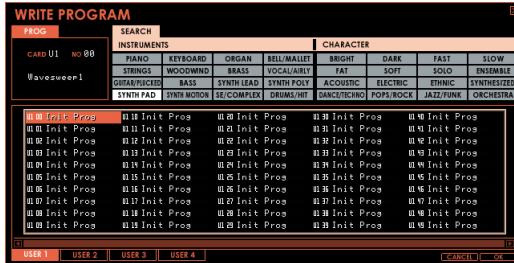 WRITE PROGRAM
PROG SEARCH
INSTRUMENTS CHARACTER
CARD U1 NO 00
PIANO KEYBOARD ORGAN BELL/MALLET BRIGHT DARK FAST SLOW
STRINGS WOODWIND BRASS VOCAL/AIRLY FAT SOFT SOLO ENSEMBLE
Wavesweer1
GUITAR/PLUCKED BASS SYNTH LEAD SYNTH POLY ACOUSTIC ELECTRIC ETHNIC SYNTHESIZED
SYNTH PAD SYNTH MOTION SE/COMPLEX DRUMS/HIT DANCE/TECHNO POPS/ROCK JAZZ/FUNK ORCHESTRA
U1 00 Init Prog U1 10 Init Prog U1 20 Init Prog U1 30 Init Prog U1 40 Init Prog
U1 01 Init Prog U1 11 Init Prog U1 21 Init Prog U1 31 Init Prog U1 41 Init Prog
U1 02 Init Prog U1 12 Init Prog U1 22 Init Prog U1 32 Init Prog U1 42 Init Prog
U1 03 Init Prog U1 13 Init Prog U1 23 Init Prog U1 33 Init Prog U1 43 Init Prog
U1 04 Init Prog U1 14 Init Prog U1 24 Init Prog U1 34 Init Prog U1 44 Init Prog
U1 05 Init Prog U1 15 Init Prog U1 25 Init Prog U1 35 Init Prog U1 45 Init Prog
U1 06 Init Prog U1 16 Init Prog U1 26 Init Prog U1 36 Init Prog U1 46 Init Prog
U1 07 Init Prog U1 17 Init Prog U1 27 Init Prog U1 37 Init Prog U1 47 Init Prog
U1 08 Init Prog U1 18 Init Prog U1 28 Init Prog U1 38 Init Prog U1 48 Init Prog
U1 09 Init Prog U1 19 Init Prog U1 29 Init Prog U1 39 Init Prog U1 49 Init Prog
USER 1 USER 2 USER 3 USER 4 CANCEL OK